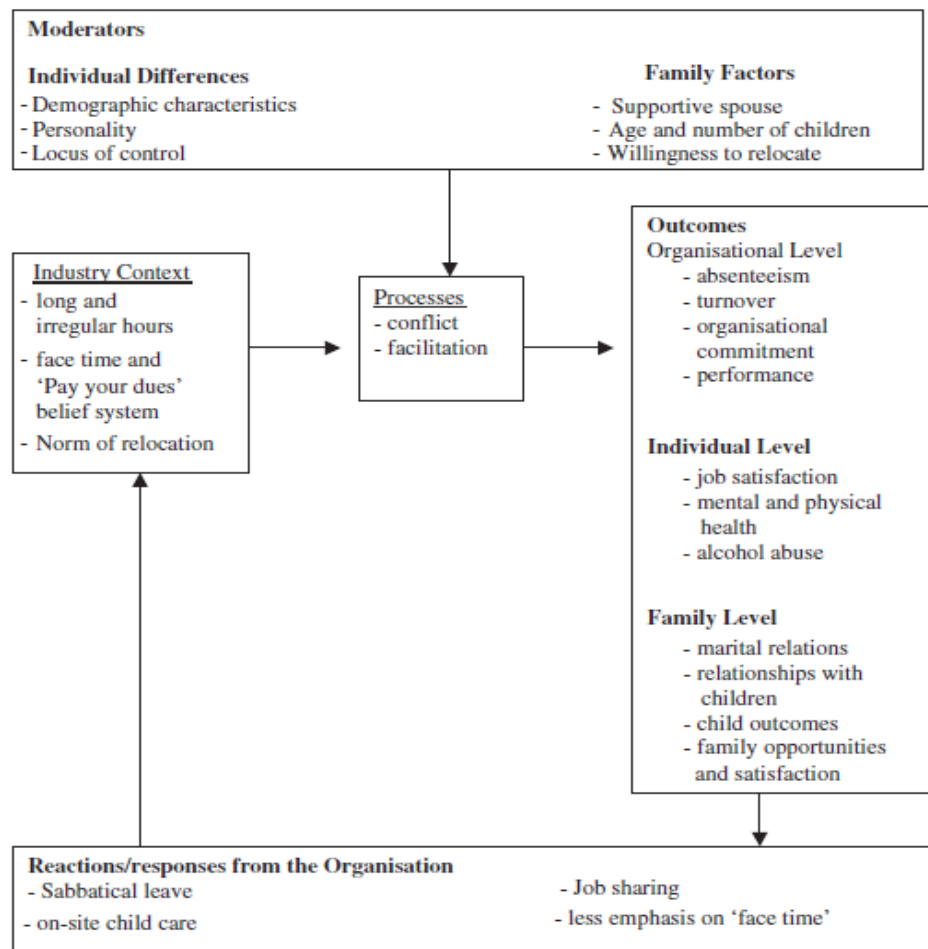 Moderators
Individual Differences
- Demographic characteristics
- Personality
- Locus of control
Family Factors
- Supportive spouse
- Age and number of children
- Willingness to relocate
Industry Context
- long and
irregular hours
- face time and
‘Pay your dues’
belief system
- Norm of relocation
Processes
- conflict
- facilitation
Outcomes
Organisational Level
- absenteeism
- turnover
- organisational
commitment
- performance
Individual Level
- job satisfaction
- mental and physical
health
- alcohol abuse
Family Level
- marital relations
- relationships with
children
- child outcomes
- family opportunities
and satisfaction
Reactions/responses from the Organisation
- Sabbatical leave
- on-site child care
- Job sharing
- less emphasis on ‘face time’